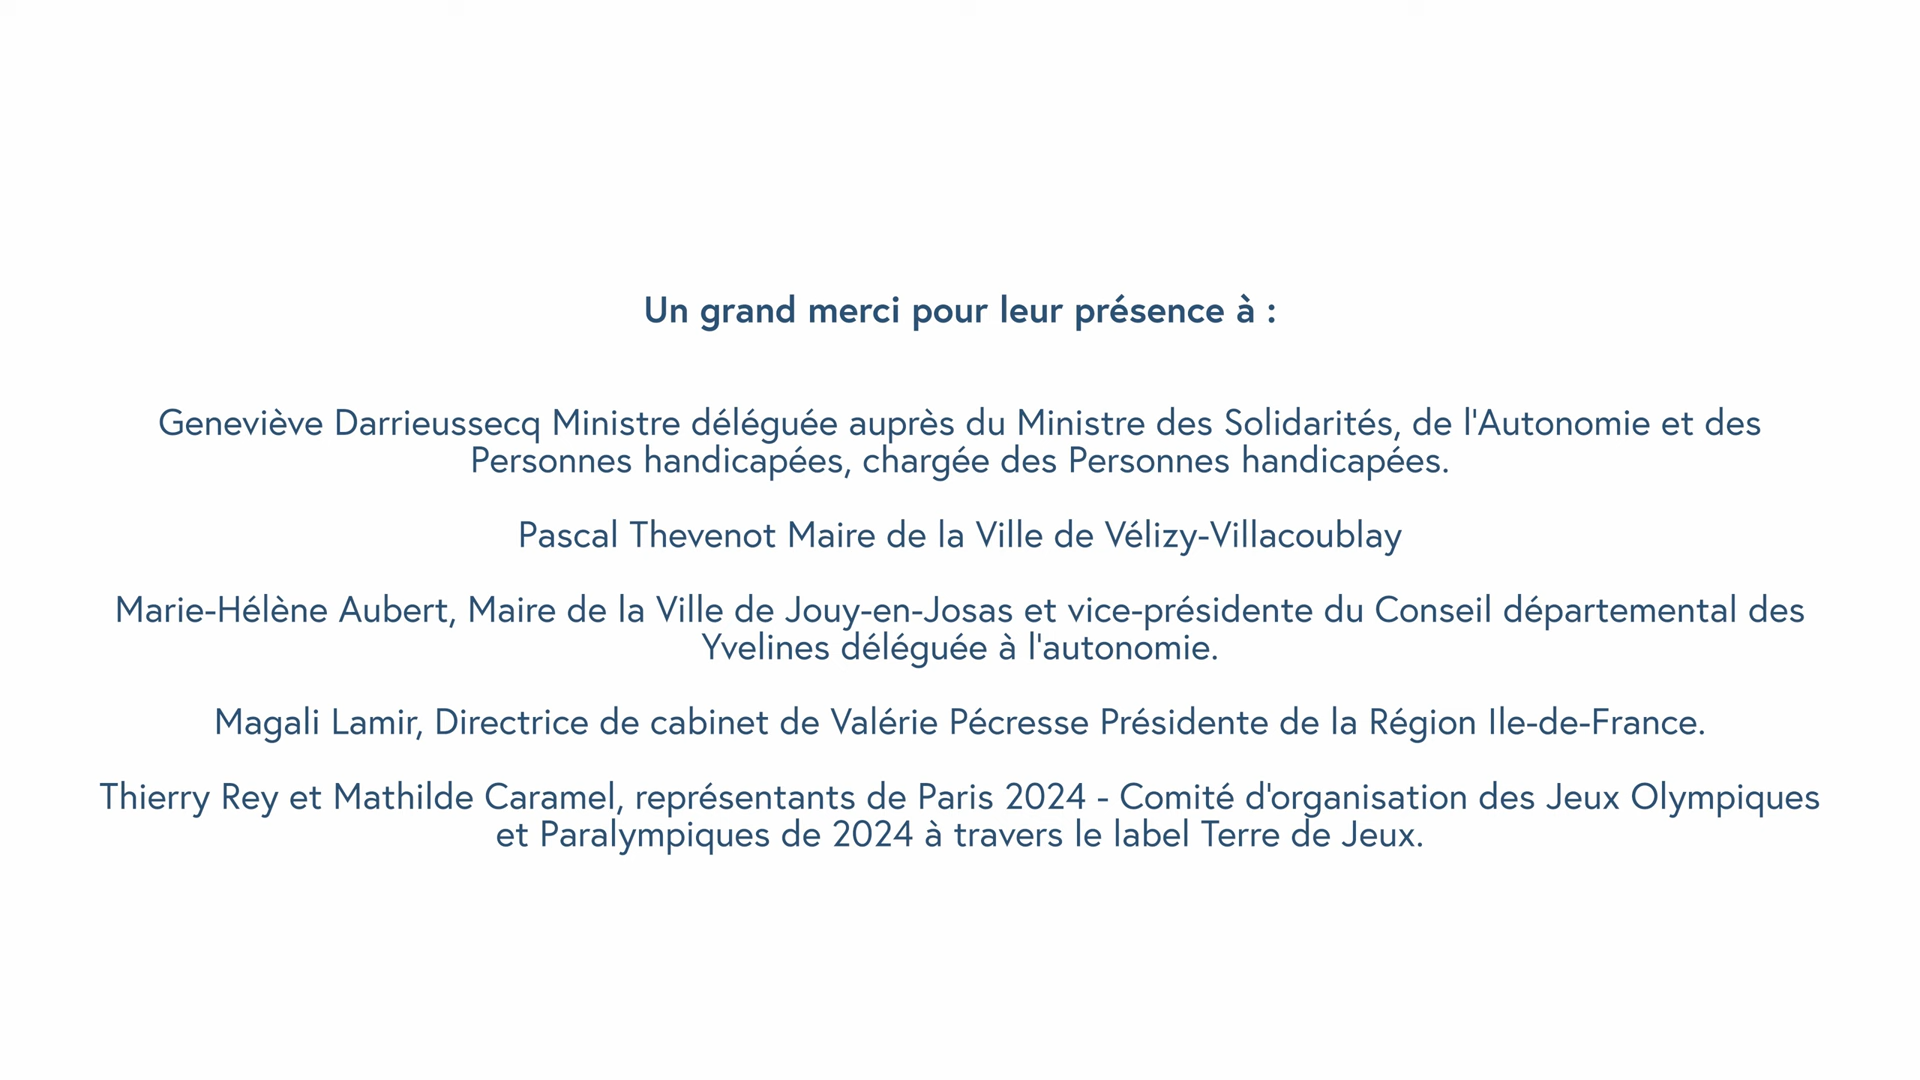 Un grand merci pour leur présence à :
Geneviève Darrieussecq Ministre déléguée auprès du Ministre des Solidarités, de l'Autonomie et des
Personnes handicapées, chargée des Personnes handicapées.
Pascal Thevenot Maire de la Ville de Vélizy-Villacoublay
Marie-Hélène Aubert, Maire de la Ville de Jouy-en-Josas et vice-présidente du Conseil départemental des
Yvelines déléguée à l'autonomie.
Magali Lamir, Directrice de cabinet de Valérie Pécresse Présidente de la Région Ile-de-France.
Thierry Rey et Mathilde Caramel, représentants de Paris 2024 - Comité d'organisation des Jeux Olympiques
et Paralympiques de 2024 à travers le label Terre de Jeux.